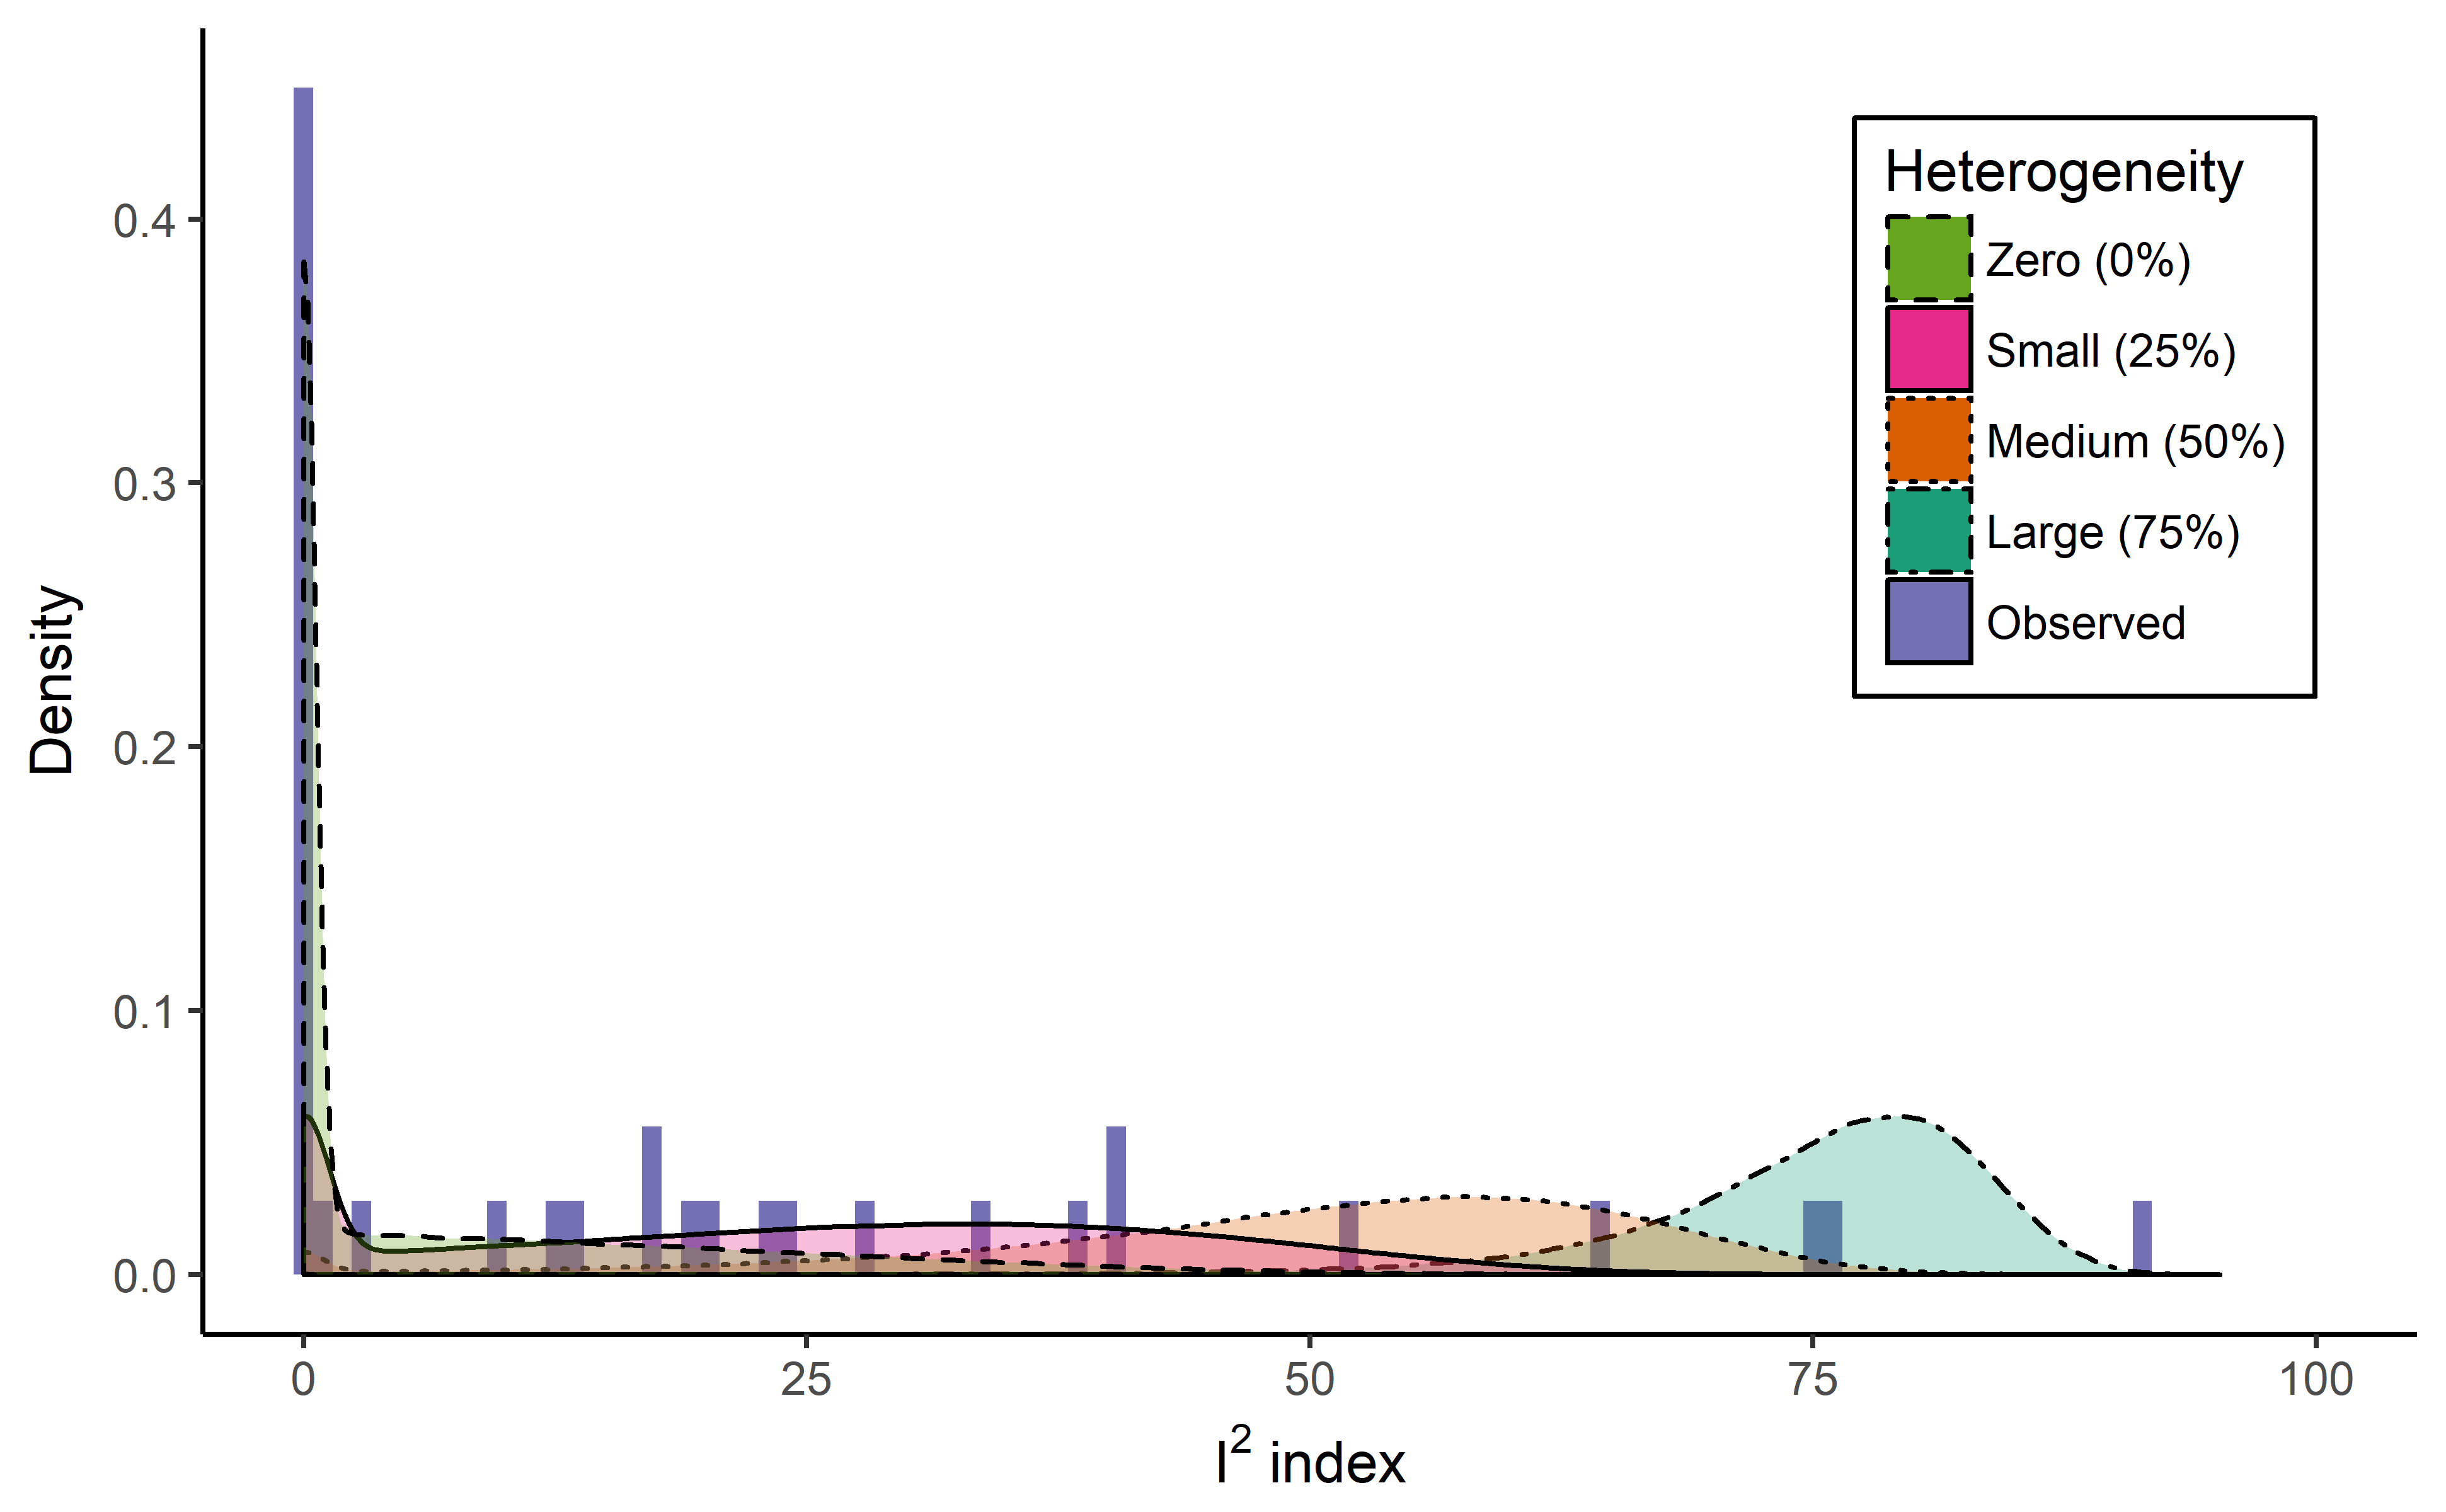 Heterogeneity
Zero (0%)
Small (25%)
Medium (50%)
Large (75%)
Observed
Density
0.4
0.3
0.2
0.1
0.0
0 25 50 75 100
I² index